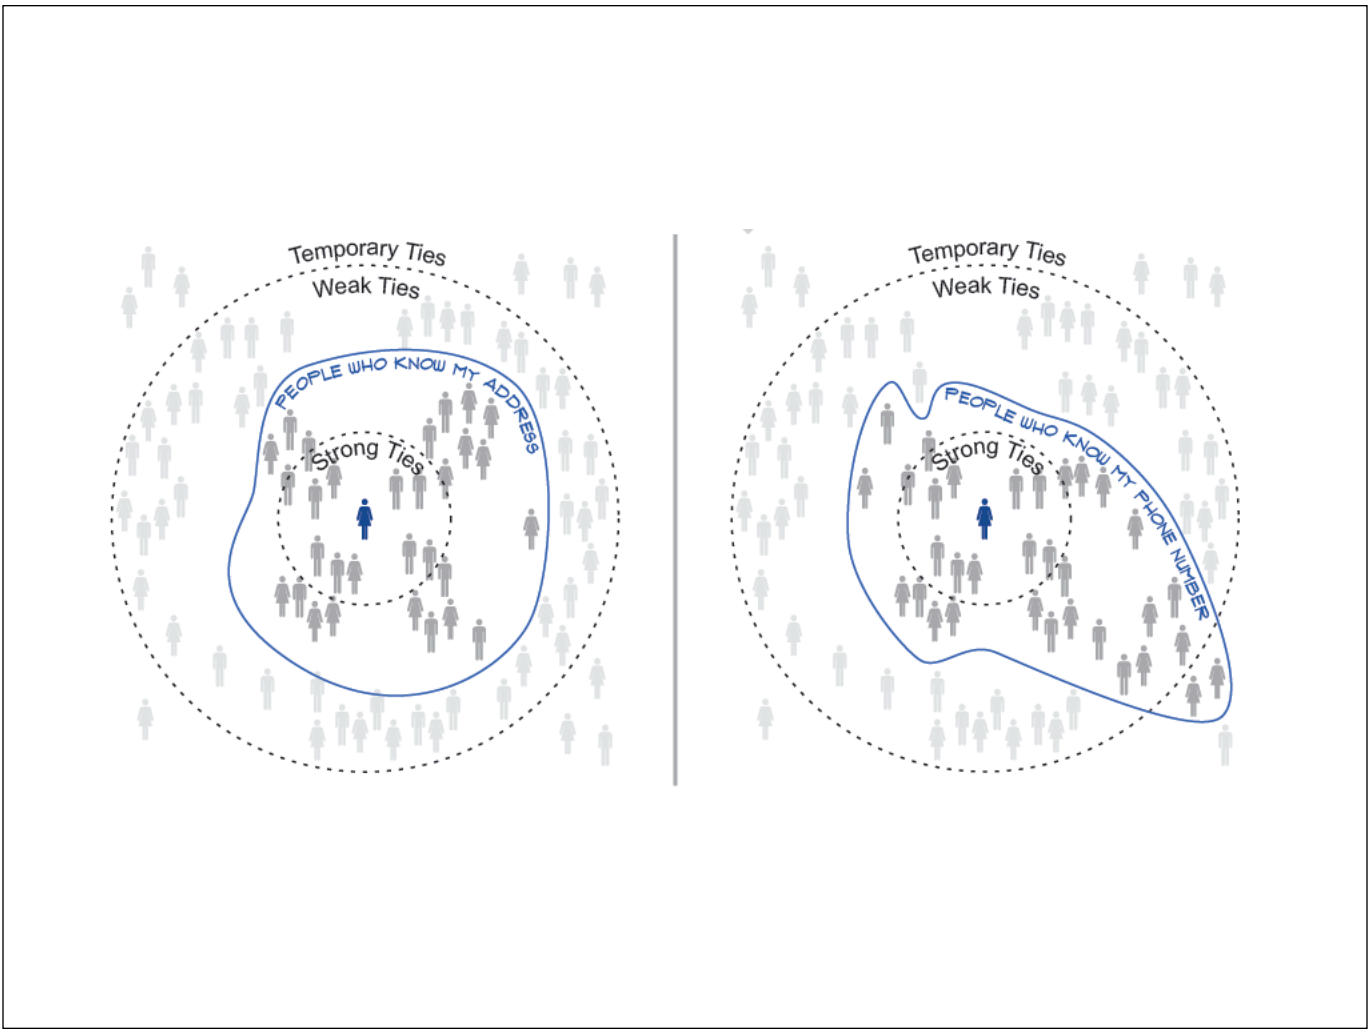 Temporary Ties
Weak Ties
PEOPLE WHO KNOW MY ADDRESS
Strong Ties
Temporary Ties
Weak Ties
PEOPLE WHO KNOW MY PHONE NUMBER
Strong Ties